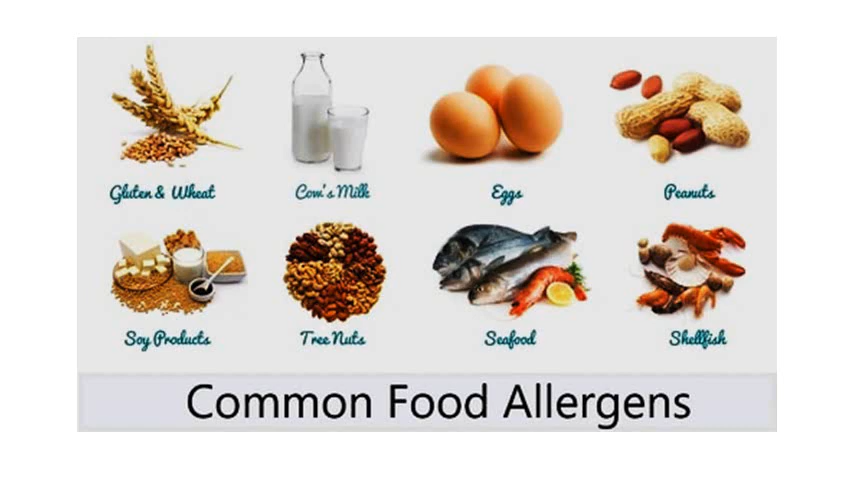 Gluten & Wheat
Cow's Milk
Eggs
Peanuts
Soy Products
Tree Nuts
Seafood
Shellfish
Common Food Allergens